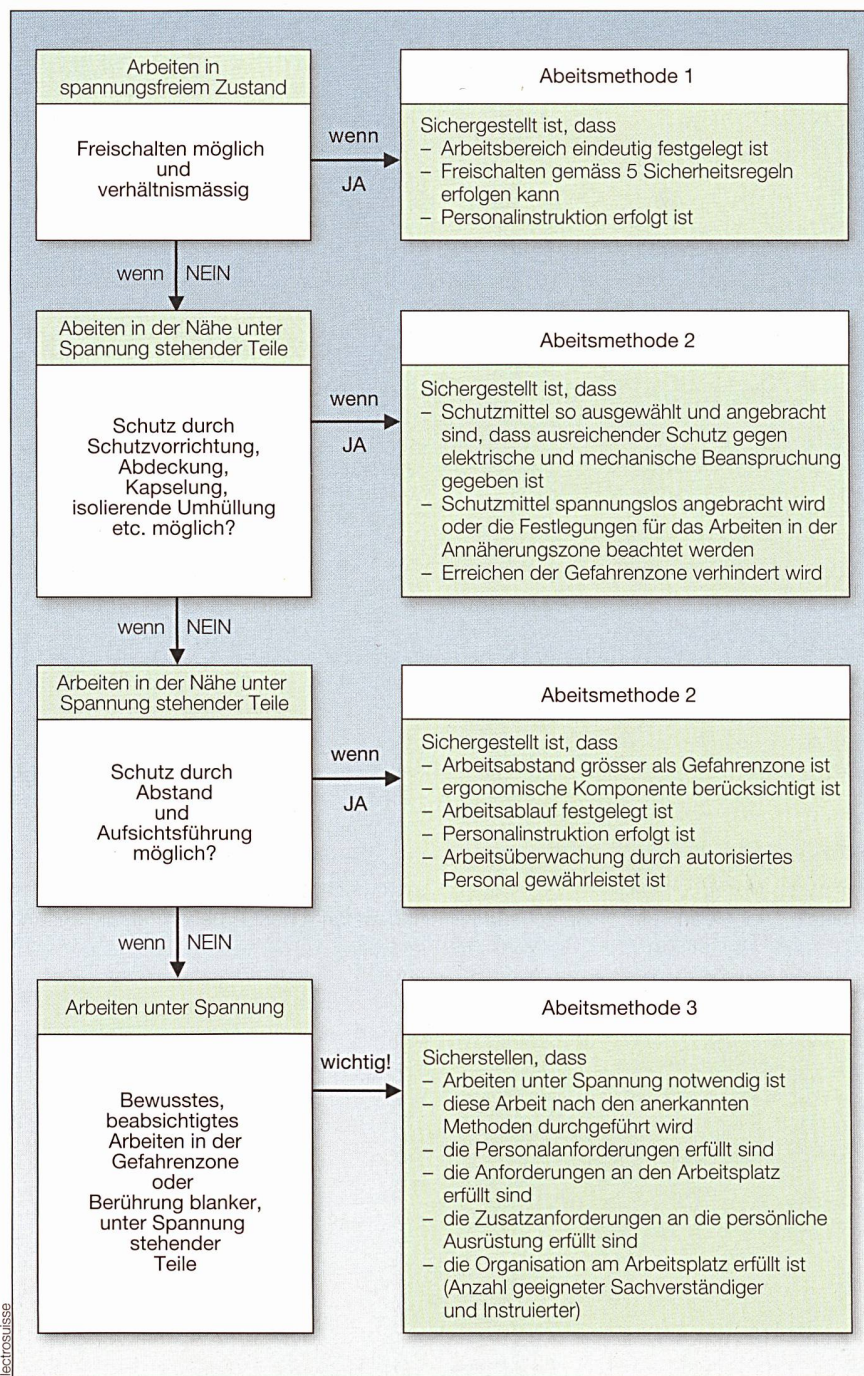 Arbeiten in
spannungsfreiem Zustand
Freischalten möglich
und
verhältnismässig
wenn
JA
Abeitsmethode 1
Sichergestellt ist, dass
– Arbeitsbereich eindeutig festgelegt ist
– Freischalten gemäss 5 Sicherheitsregeln
erfolgen kann
– Personalinstruktion erfolgt ist
wenn NEIN
Abeiten in der Nähe unter
Spannung stehender Teile
Schutz durch
Schutzvorrichtung,
Abdeckung,
Kapselung,
isolierende Umhüllung
etc. möglich?
wenn
JA
Abeitsmethode 2
Sichergestellt ist, dass
– Schutzmittel so ausgewählt und angebracht
sind, dass ausreichender Schutz gegen
elektrische und mechanische Beanspruchung
gegeben ist
– Schutzmittel spannungslos angebracht wird
oder die Festlegungen für das Arbeiten in der
Annäherungszone beachtet werden
– Erreichen der Gefahrenzone verhindert wird
wenn NEIN
Arbeiten in der Nähe unter
Spannung stehender Teile
Schutz durch
Abstand
und
Aufsichtsführung
möglich?
wenn
JA
Abeitsmethode 2
Sichergestellt ist, dass
– Arbeitsabstand grösser als Gefahrenzone ist
– ergonomische Komponente berücksichtigt ist
– Arbeitsablauf festgelegt ist
– Personalinstruktion erfolgt ist
– Arbeitsüberwachung durch autorisiertes
Personal gewährleistet ist
wenn NEIN
Arbeiten unter Spannung
Bewusstes,
beabsichtigtes
Arbeiten in der
Gefahrenzone
oder
Berührung blanker,
unter Spannung
stehender
Teile
wichtig!
Abeitsmethode 3
Sicherstellen, dass
– Arbeiten unter Spannung notwendig ist
– diese Arbeit nach den anerkannten
Methoden durchgeführt wird
– die Personalanforderungen erfüllt sind
– die Anforderungen an den Arbeitsplatz
erfüllt sind
– die Zusatzanforderungen an die persönliche
Ausrüstung erfüllt sind
– die Organisation am Arbeitsplatz erfüllt ist
(Anzahl geeigneter Sachverständiger
und Instruierter)
lectrosuisse